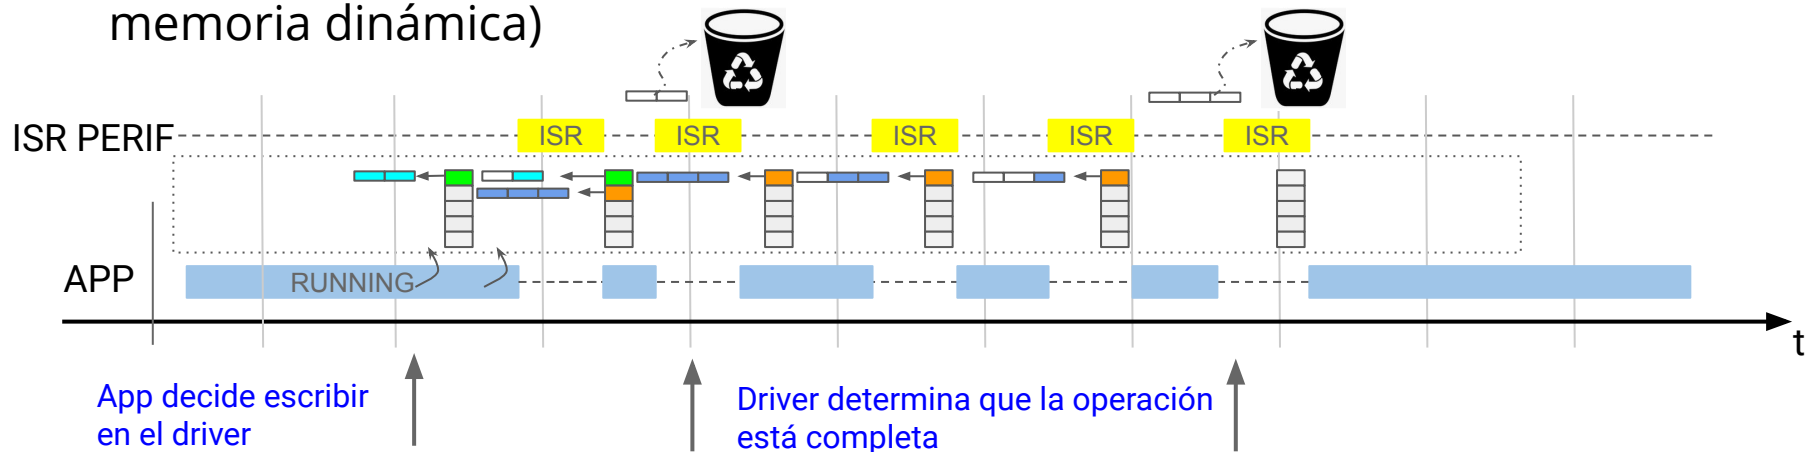 memoria dinámica)
ISR PERIF
ISR
ISR
ISR
ISR
ISR
APP
RUNNING
t
App decide escribir
en el driver
Driver determina que la operación
está completa